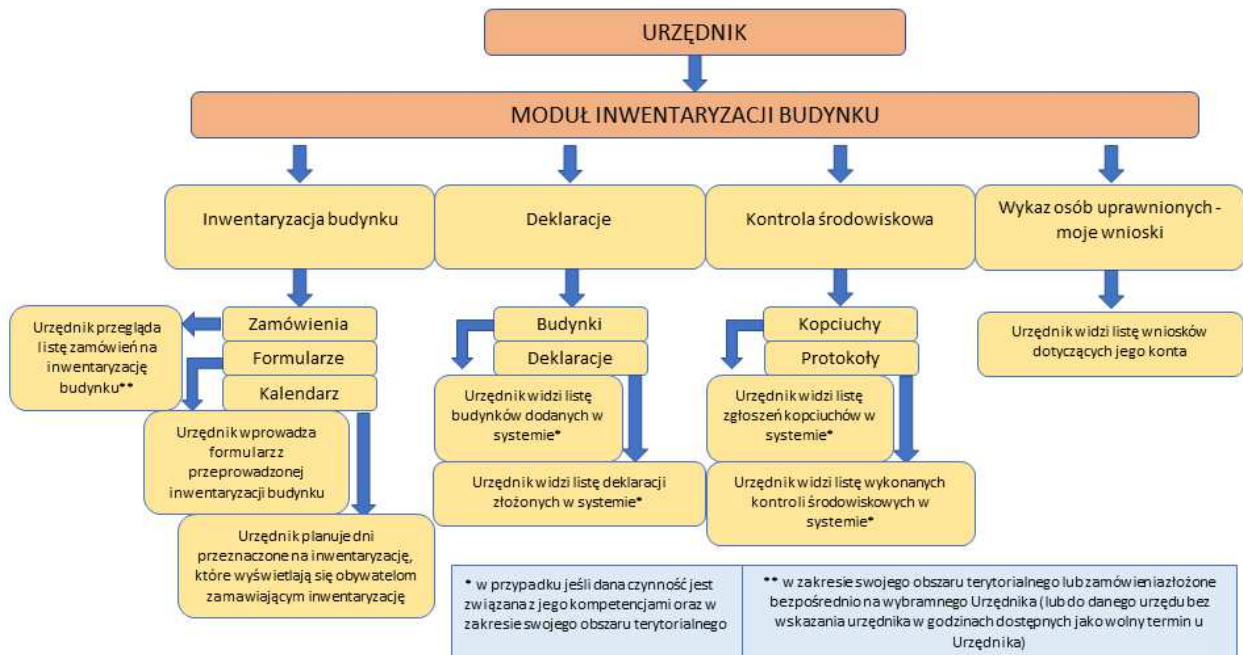 URZĘDNIK
MODUŁ INWENTARYZACJI BUDYNKU
Inwentaryzacja budynku
Deklaracje
Kontrola środowiskowa
Wykaz osób uprawnionych -
moje wnioski
Zamówienia
Formularze
Kalendarz
Urzędnik przegląda
listę zamówień na
inwentaryzację
budynku**
Urzędnik wprowadza
formularz z
przeprowadzonej
inwentaryzacji budynku
Urzędnik planuje dni
przeznaczone na inwentaryzację,
które wyświetlają się obywatelom
zamawiającym inwentaryzację
Budynki
Deklaracje
Urzędnik widzi listę
budynków dodanych w
systemie*
Urzędnik widzi listę deklaracji
złożonych w systemie*
Kopciuchy
Protokoły
Urzędnik widzi listę
zgłoszeń kopciuchów w
systemie*
Urzędnik widzi listę wykonanych
kontroli środowiskowych w
systemie*
Urzędnik widzi listę wniosków
dotyczących jego konta
* w przypadku jeśli dana czynność jest
związana z jego kompetencjami oraz w
zakresie swojego obszaru terytorialnego
** w zakresie swojego obszaru terytorialnego lub zamówienia złożone
bezpośrednio na wybramnego Urzędnika (lub do danego urzędu bez
wskazania urzędnika w godzinach dostępnych jako wolny termin u
Urzędnika)